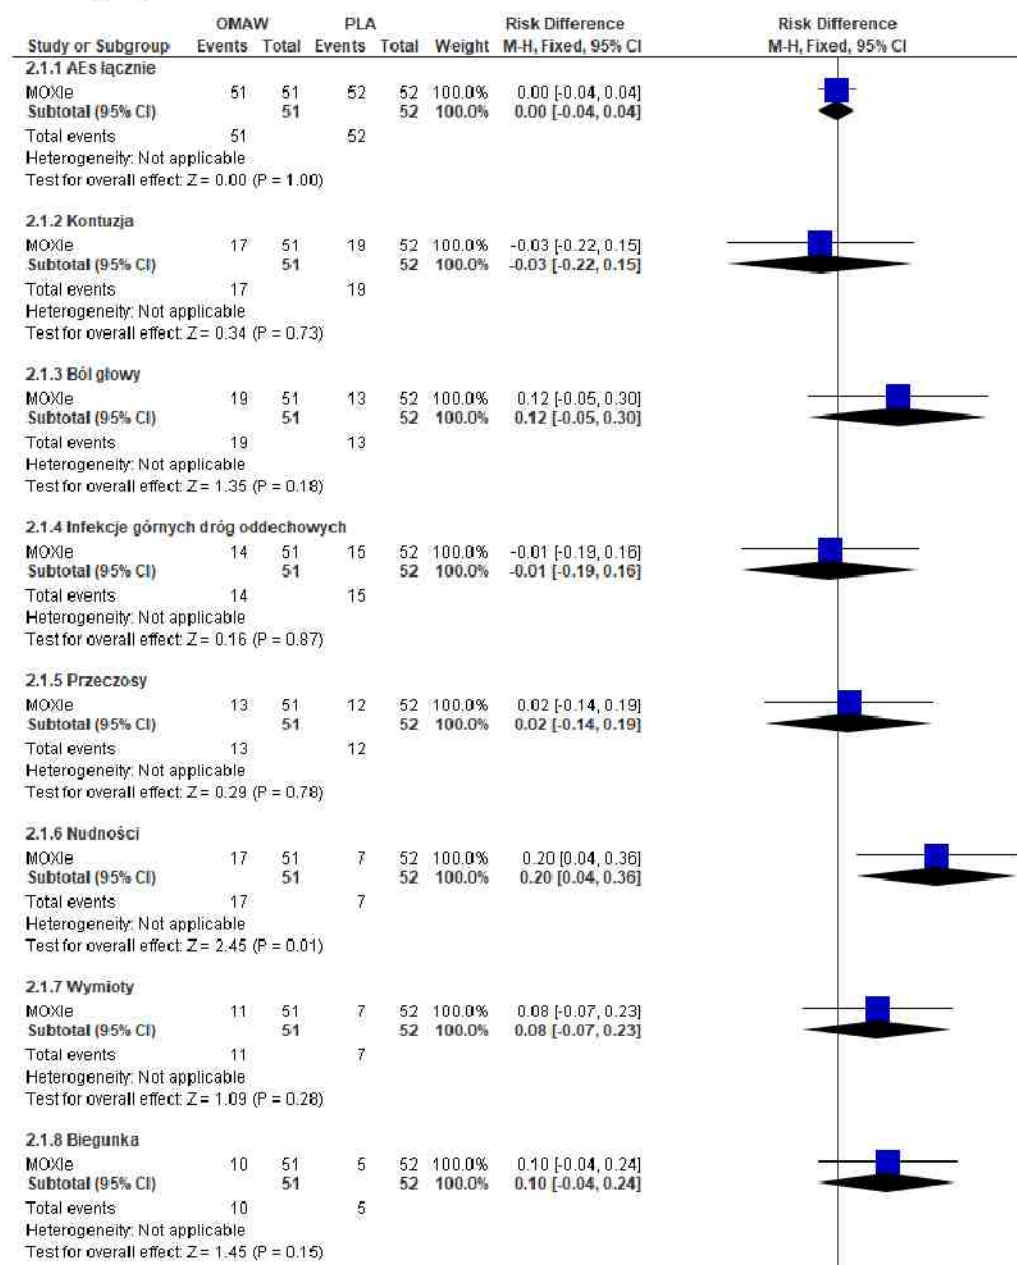 OMAW PLA Risk Difference Risk Difference
Study or Subgroup Events Total Events Total Weight M-H, Fixed, 95% CI M-H, Fixed, 95% CI
2.1.1 AEs łącznie
MOXIe 51 51 52 52 100.0% 0.00 [-0.04, 0.04]
Subtotal (95% CI) 51 52 100.0% 0.00 [-0.04, 0.04]
Total events 51 52
Heterogeneity: Not applicable
Test for overall effect: Z = 0.00 (P = 1.00)
2.1.2 Kontuzja
MOXIe 17 51 19 52 100.0% -0.03 [-0.22, 0.15]
Subtotal (95% CI) 51 52 100.0% -0.03 [-0.22, 0.15]
Total events 17 19
Heterogeneity: Not applicable
Test for overall effect: Z = 0.34 (P = 0.73)
2.1.3 Ból głowy
MOXIe 19 51 13 52 100.0% 0.12 [-0.05, 0.30]
Subtotal (95% CI) 51 52 100.0% 0.12 [-0.05, 0.30]
Total events 19 13
Heterogeneity: Not applicable
Test for overall effect: Z = 1.35 (P = 0.18)
2.1.4 Infekcje górnych dróg oddechowych
MOXIe 14 51 15 52 100.0% -0.01 [-0.19, 0.16]
Subtotal (95% CI) 51 52 100.0% -0.01 [-0.19, 0.16]
Total events 14 15
Heterogeneity: Not applicable
Test for overall effect: Z = 0.16 (P = 0.87)
2.1.5 Przeczosy
MOXIe 13 51 12 52 100.0% 0.02 [-0.14, 0.19]
Subtotal (95% CI) 51 52 100.0% 0.02 [-0.14, 0.19]
Total events 13 12
Heterogeneity: Not applicable
Test for overall effect: Z = 0.29 (P = 0.78)
2.1.6 Nudności
MOXIe 17 51 7 52 100.0% 0.20 [0.04, 0.36]
Subtotal (95% CI) 51 52 100.0% 0.20 [0.04, 0.36]
Total events 17 7
Heterogeneity: Not applicable
Test for overall effect: Z = 2.45 (P = 0.01)
2.1.7 Wymioty
MOXIe 11 51 7 52 100.0% 0.08 [-0.07, 0.23]
Subtotal (95% CI) 51 52 100.0% 0.08 [-0.07, 0.23]
Total events 11 7
Heterogeneity: Not applicable
Test for overall effect: Z = 1.09 (P = 0.28)
2.1.8 Biegunka
MOXIe 10 51 5 52 100.0% 0.10 [-0.04, 0.24]
Subtotal (95% CI) 51 52 100.0% 0.10 [-0.04, 0.24]
Total events 10 5
Heterogeneity: Not applicable
Test for overall effect: Z = 1.45 (P = 0.15)